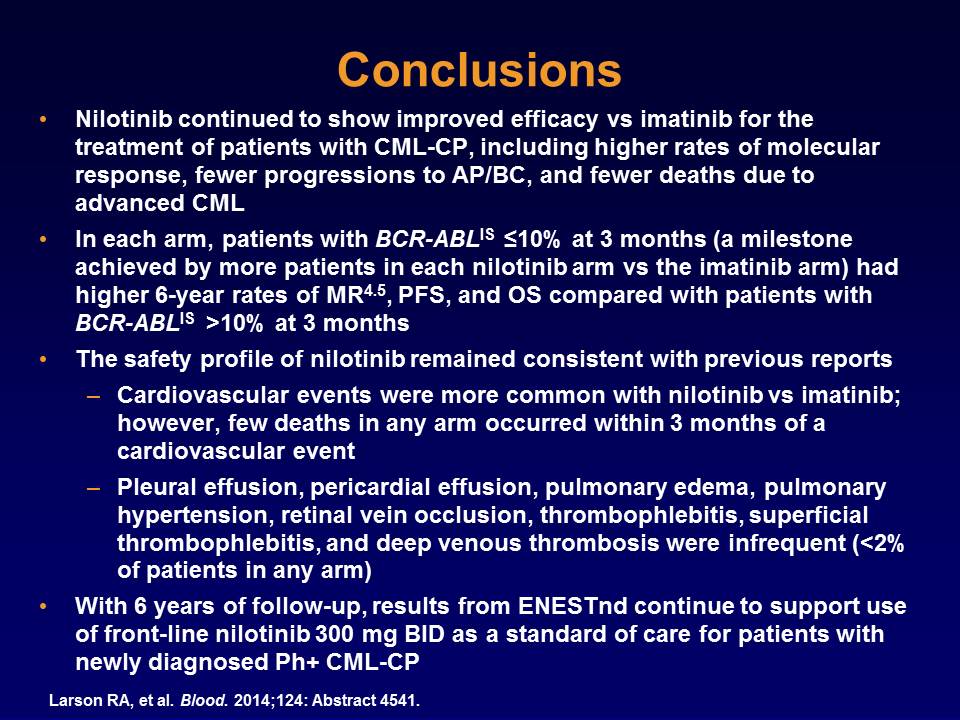 Conclusions
• Nilotinib continued to show improved efficacy vs imatinib for the
treatment of patients with CML-CP, including higher rates of molecular
response, fewer progressions to AP/BC, and fewer deaths due to
advanced CML
• In each arm, patients with BCR-ABLIS ≤10% at 3 months (a milestone
achieved by more patients in each nilotinib arm vs the imatinib arm) had
higher 6-year rates of MR4.5, PFS, and OS compared with patients with
BCR-ABLIS >10% at 3 months
• The safety profile of nilotinib remained consistent with previous reports
– Cardiovascular events were more common with nilotinib vs imatinib;
however, few deaths in any arm occurred within 3 months of a
cardiovascular event
– Pleural effusion, pericardial effusion, pulmonary edema, pulmonary
hypertension, retinal vein occlusion, thrombophlebitis, superficial
thrombophlebitis, and deep venous thrombosis were infrequent (<2%
of patients in any arm)
• With 6 years of follow-up, results from ENESTnd continue to support use
of front-line nilotinib 300 mg BID as a standard of care for patients with
newly diagnosed Ph+ CML-CP
Larson RA, et al. Blood. 2014;124: Abstract 4541.